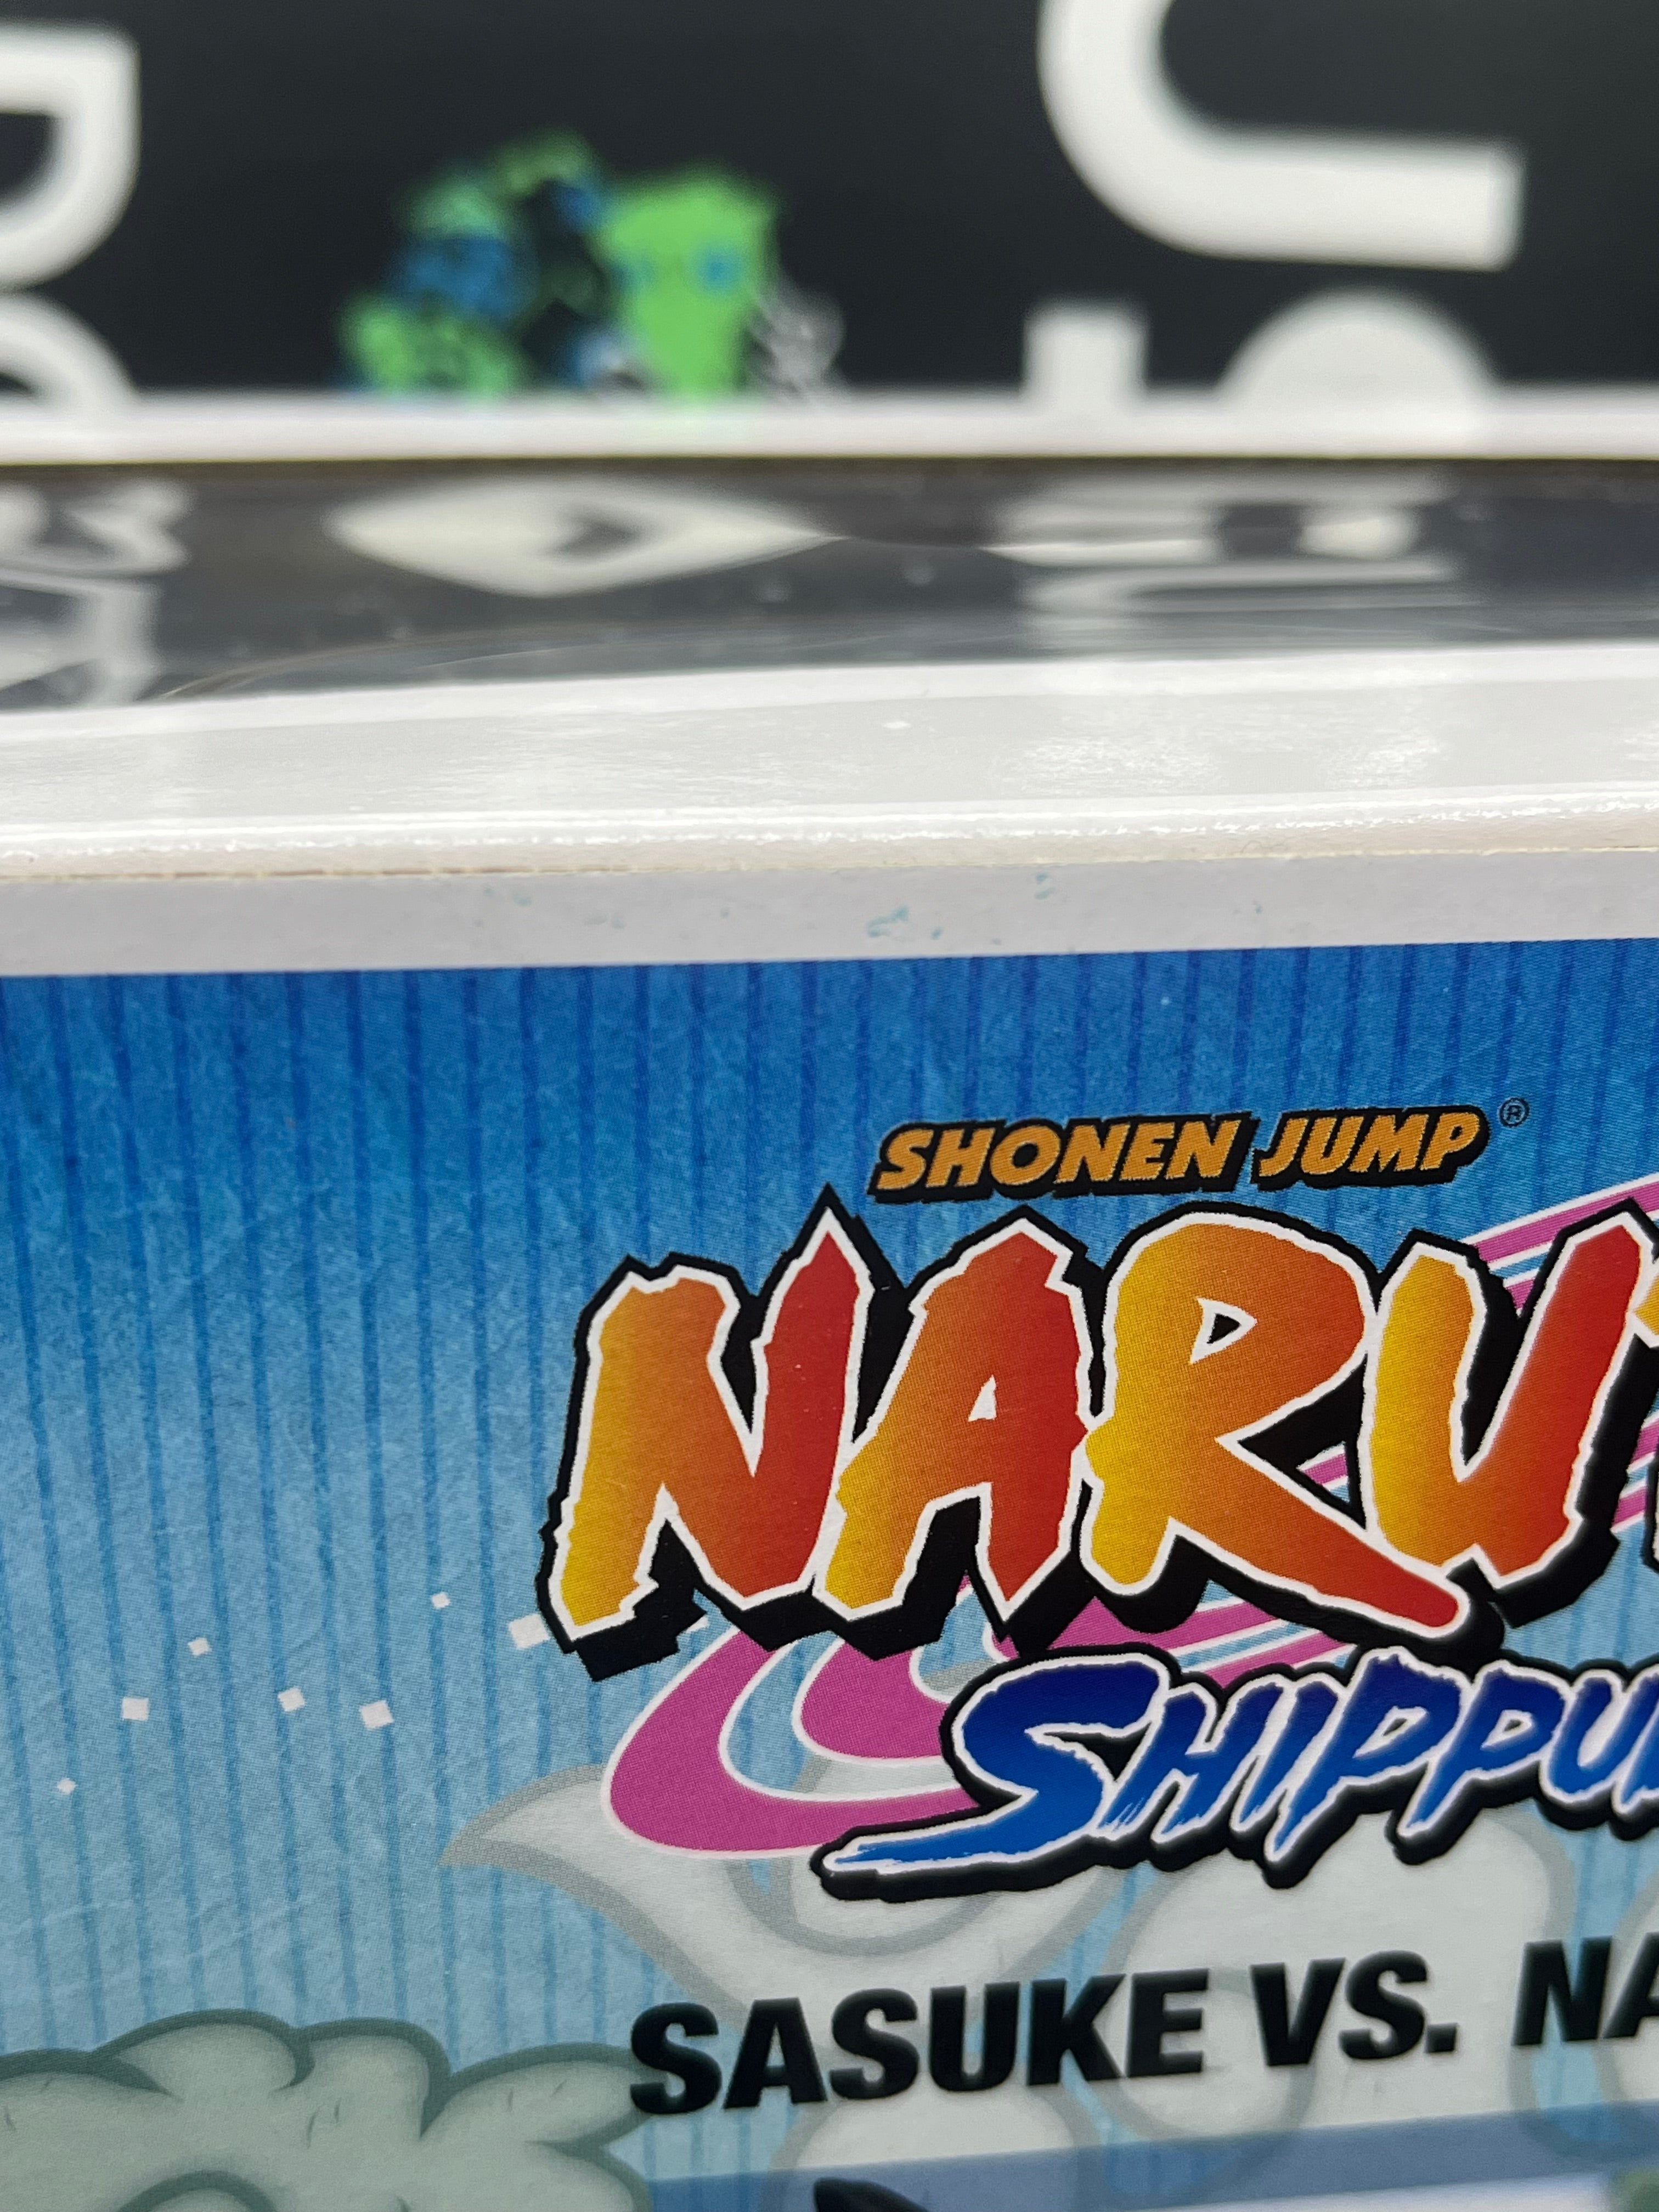 SHONEN JUMP®
NARU
SHIPPU
SASUKE VS. NA